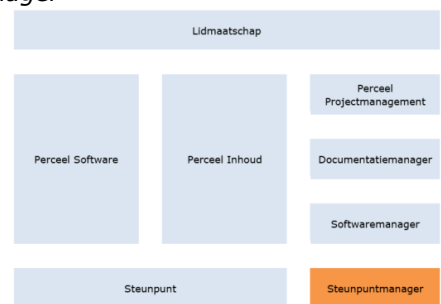 Lidmaatschap
Perceel
Projectmanagement
Perceel Software
Perceel Inhoud
Documentatiemanager
Softwaremanager
Steunpunt
Steunpuntmanager